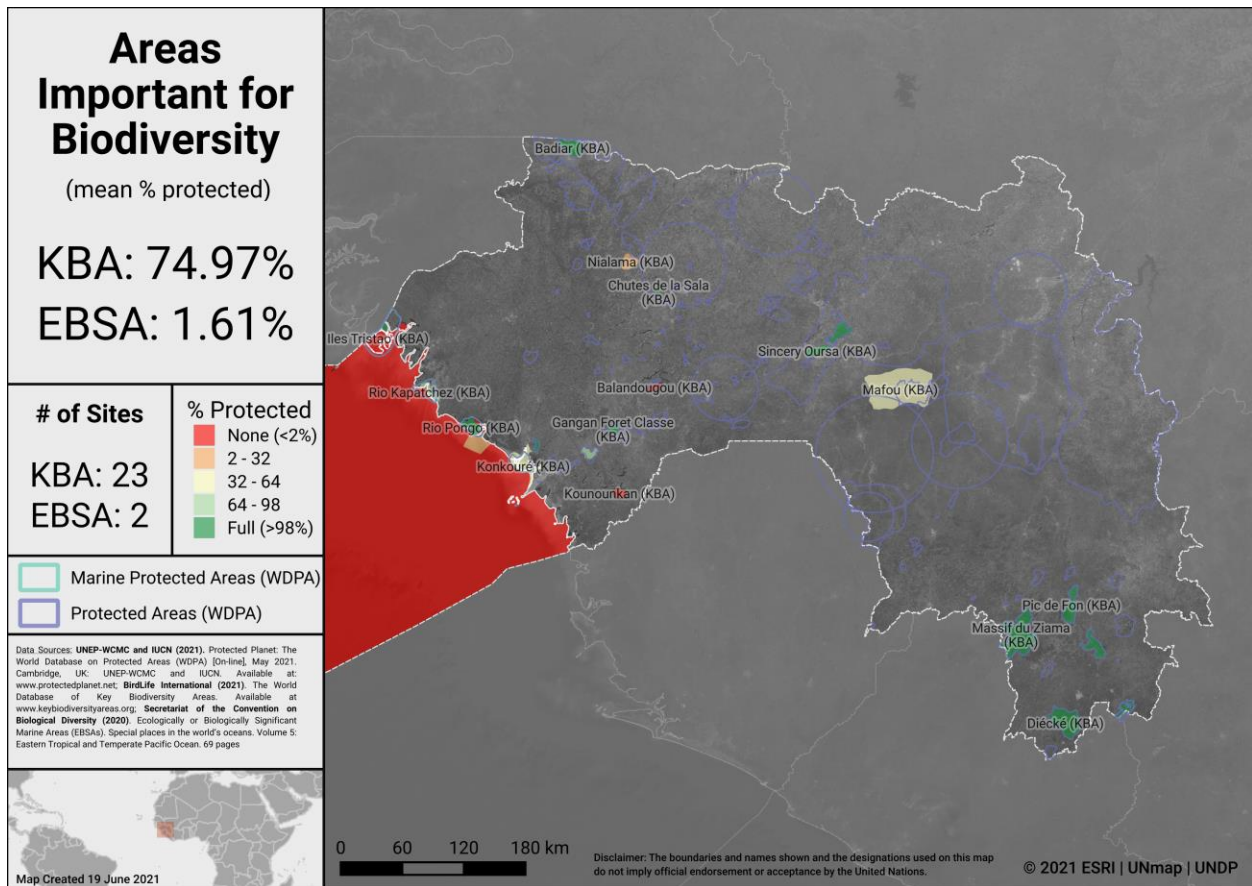 Areas
Important for
Biodiversity
(mean % protected)
KBA: 74.97%
EBSA: 1.61%
# of Sites
KBA: 23
EBSA: 2
% Protected
None (<2%)
2 - 32
32 - 64
64 - 98
Full (>98%)
Marine Protected Areas (WDPA)
Protected Areas (WDPA)
Data Sources: UNEP-WCMC and IUCN (2021). Protected Planet: The
World Database on Protected Areas (WDPA) [On-line], May 2021.
Cambridge, UK: UNEP-WCMC and IUCN. Available at:
www.protectedplanet.net; BirdLife International (2021). The World
Database of Key Biodiversity Areas. Available at
www.keybiodiversityareas.org; Secretariat of the Convention on
Biological Diversity (2020). Ecologically or Biologically Significant
Marine Areas (EBSAs). Special places in the world's oceans. Volume 5:
Eastern Tropical and Temperate Pacific Ocean. 69 pages
Map Created 19 June 2021
Badiar (KBA)
Nialama (KBA)
Chutes de la Sala
(KBA)
Illes Tristao (KBA)
Sincery Oursa (KBA)
Rio Kapatchez (KBA)
Balandougou (KBA)
Mafou (KBA)
Rio Pongo (KBA)
Gangan Foret Classe
(KBA)
Konkouré (KBA)
Kounounkan (KBA)
Pic de Fon (KBA)
Massif du Ziama
(KBA)
Diécké (KBA)
0 60 120 180 km
Disclaimer: The boundaries and names shown and the designations used on this map
do not imply official endorsement or acceptance by the United Nations.
© 2021 ESRI | UNmap | UNDP